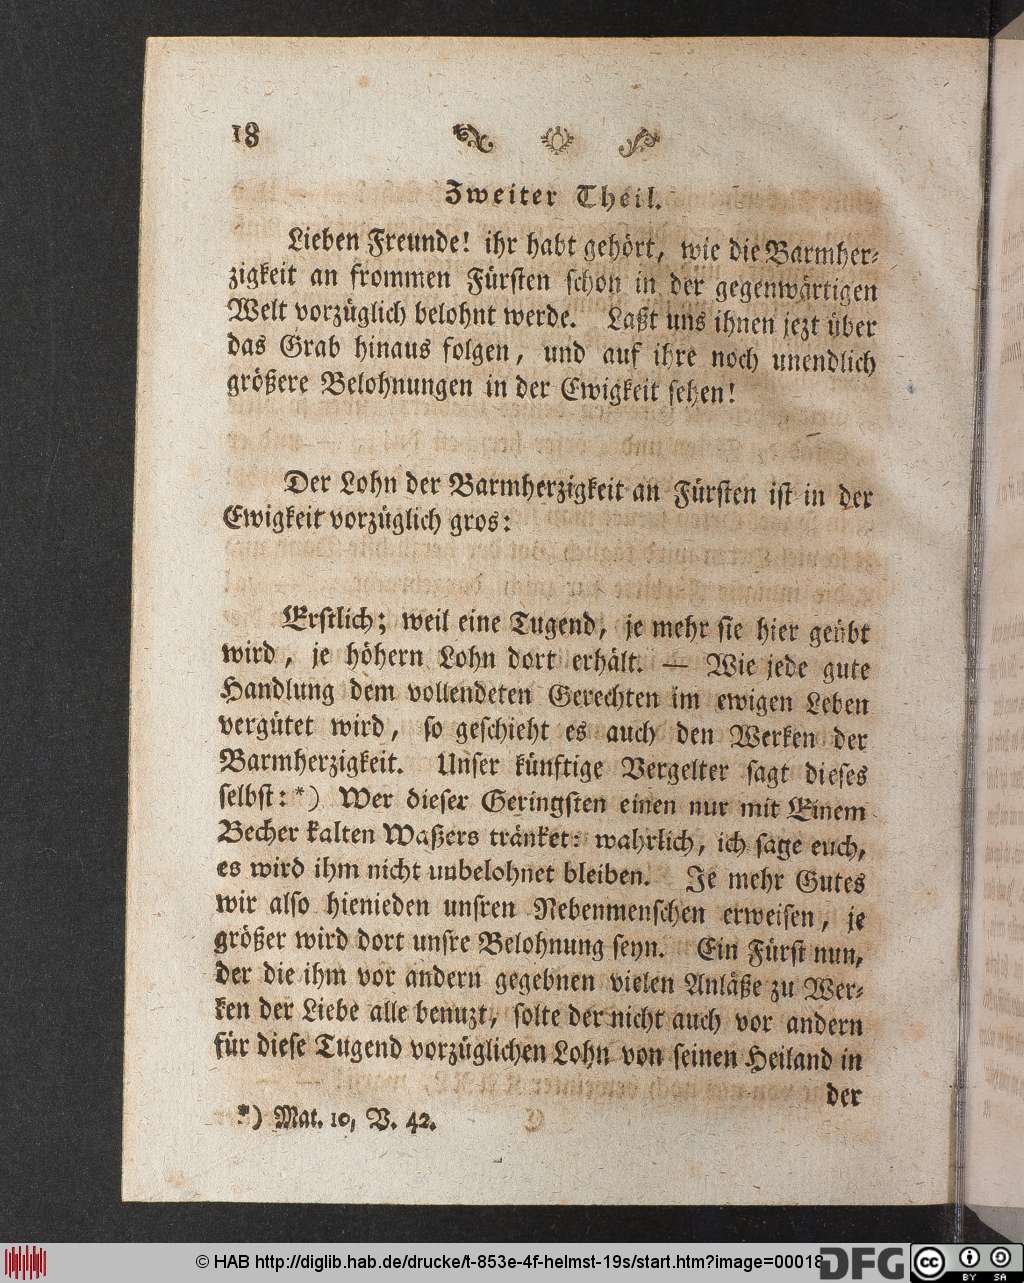 18
Zweiter Theil.
Lieben Freunde! ihr habt gehört, wie die Barmher-
zigkeit an frommen Fürsten schon in der gegenwärtigen
Welt vorzüglich belohnt werde. Laßt uns ihnen jezt über
das Grab hinaus folgen, und auf ihre noch unendlich
größere Belohnungen in der Ewigkeit sehen!
Der Lohn der Barmherzigkeit an Fürsten ist in der
Ewigkeit vorzüglich gros:
Erstlich; weil eine Tugend, je mehr sie hier geübt
wird, je höhern Lohn dort erhält. — Wie jede gute
Handlung dem vollendeten Gerechten im ewigen Leben
vergütet wird, so geschieht es auch den Werken der
Barmherzigkeit. Unser künftige Vergelter sagt dieses
selbst: *) Wer dieser Geringsten einen nur mit Einem
Becher kalten Waßers tränket: wahrlich, ich sage euch,
es wird ihm nicht unbelohnet bleiben. Je mehr Gutes
wir also hienieden unsren Nebenmenschen erweisen, je
größer wird dort unsre Belohnung seyn. Ein Fürst nun,
der die ihm vor andern gegebnen vielen Anläße zu Wer-
ken der Liebe alle benuzt, solte der nicht auch vor andern
für diese Tugend vorzüglichen Lohn von seinen Heiland in
der
*) Mat. 10, V. 42.
© HAB http://diglib.hab.de/drucke/t-853e-4f-helmst-19s/start.htm?image=00018
DFG
cc BY SA